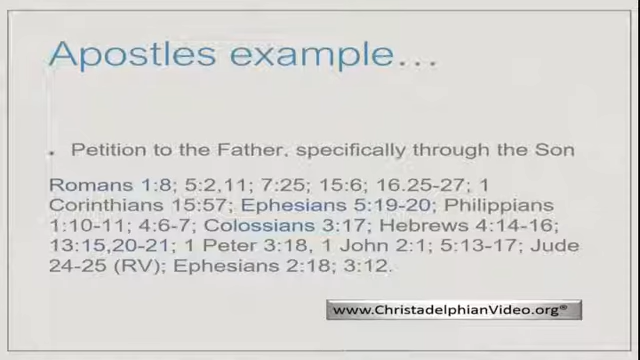 Apostles example…
• Petition to the Father, specifically through the Son
Romans 1:8; 5:2,11; 7:25; 15:6; 16.25-27; 1
Corinthians 15:57; Ephesians 5:19-20; Philippians
1:10-11; 4:6-7; Colossians 3:17; Hebrews 4:14-16;
13:15,20-21; 1 Peter 3:18, 1 John 2:1; 5:13-17; Jude
24-25 (RV); Ephesians 2:18; 3:12.
www.ChristadelphianVideo.org®